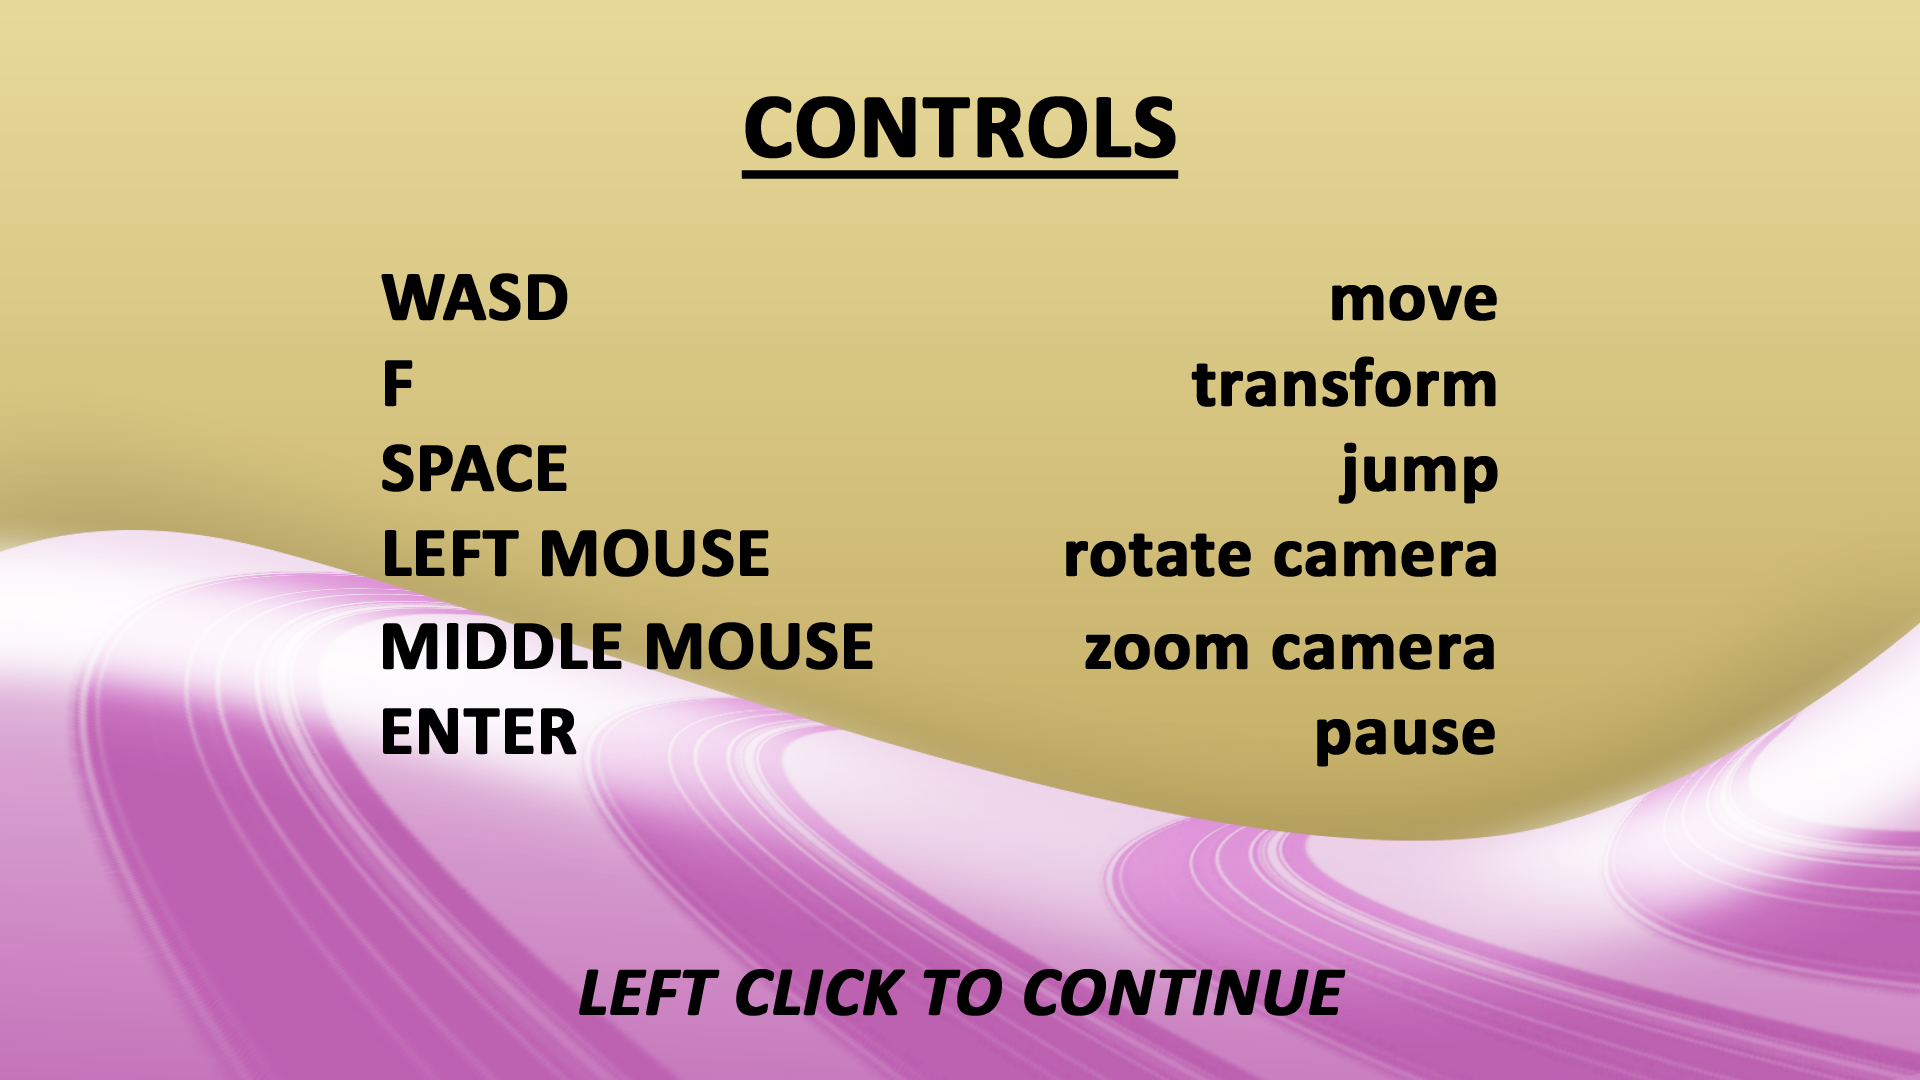 CONTROLS
WASD move
F transform
SPACE jump
LEFT MOUSE rotate camera
MIDDLE MOUSE zoom camera
ENTER pause
LEFT CLICK TO CONTINUE